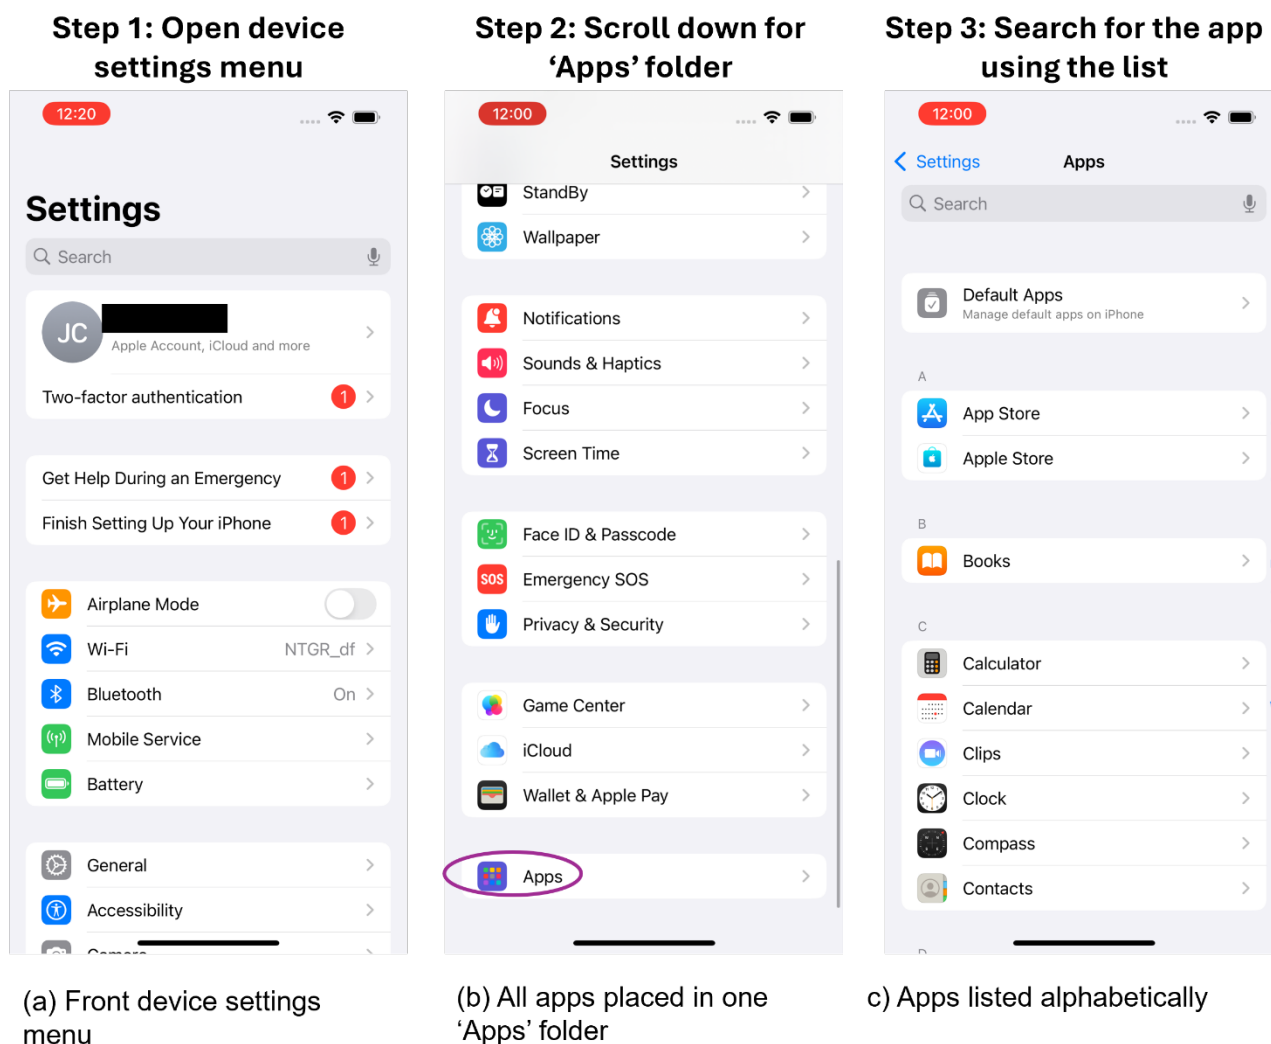 Step 1: Open device
settings menu
12:20
Settings
Search
JC
Apple Account, iCloud and more
Two-factor authentication 1
Get Help During an Emergency 1
Finish Setting Up Your iPhone 1
Airplane Mode
Wi-Fi NTGR_df
Bluetooth On
Mobile Service
Battery
General
Accessibility
Camera
(a) Front device settings
menu
Step 2: Scroll down for
‘Apps’ folder
12:00
Settings
StandBy
Wallpaper
Notifications
Sounds & Haptics
Focus
Screen Time
Face ID & Passcode
SOS Emergency SOS
Privacy & Security
Game Center
iCloud
Wallet & Apple Pay
Apps
(b) All apps placed in one
‘Apps’ folder
Step 3: Search for the app
using the list
12:00
Settings Apps
Search
Default Apps
Manage default apps on iPhone
A
App Store
Apple Store
B
Books
C
Calculator
Calendar
Clips
Clock
Compass
Contacts
D
c) Apps listed alphabetically